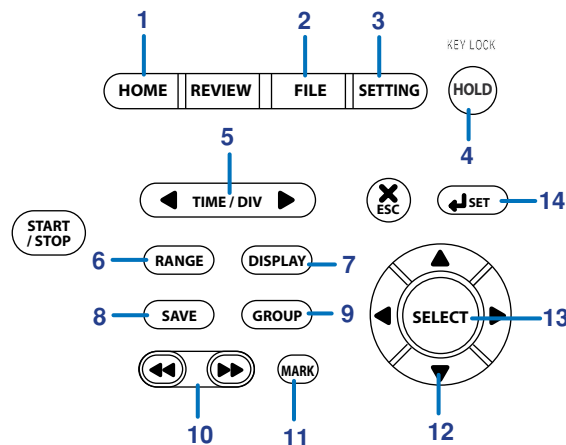 1 2 3
KEY LOCK
HOME REVIEW FILE SETTING HOLD
4
5
TIME / DIV
ESC
SET 14
START
/ STOP
6 RANGE DISPLAY 7
8 SAVE GROUP 9
SELECT 13
MARK
10 11 12